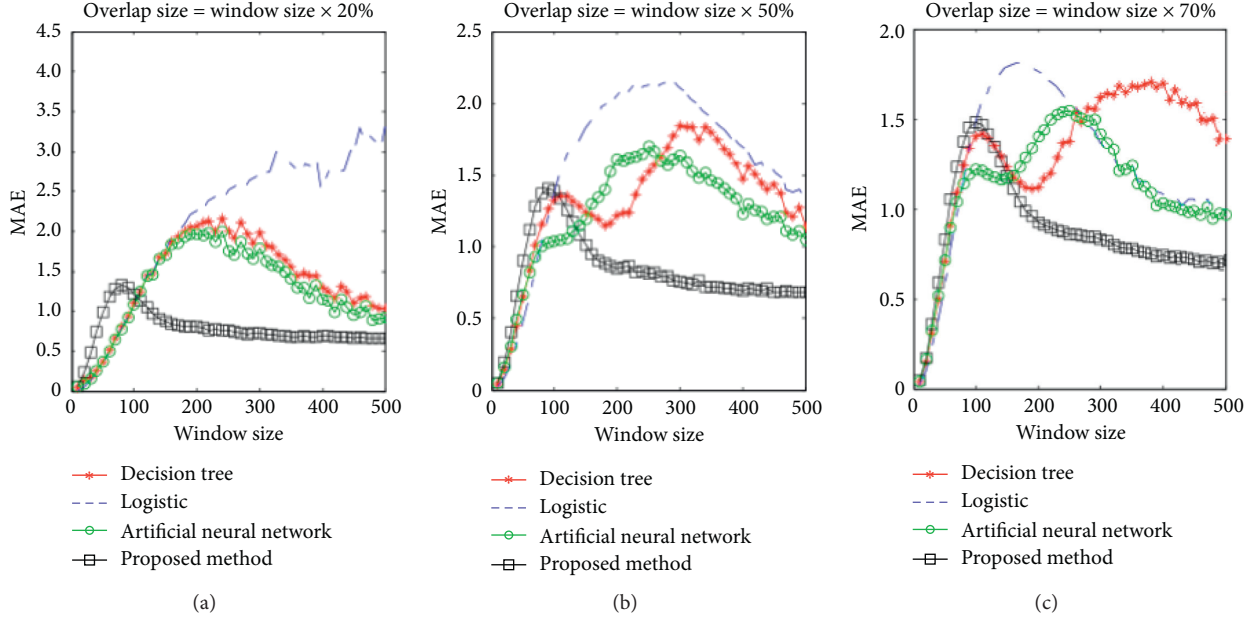 Overlap size = window size × 20%
4.5
4.0
3.5
3.0
2.5
2.0
1.5
1.0
0.5
0
MAE
0 100 200 300 400 500
Window size
Decision tree
Logistic
Artificial neural network
Proposed method
(a)
Overlap size = window size × 50%
2.5
2.0
1.5
1.0
0.5
0
MAE
0 100 200 300 400 500
Window size
Decision tree
Logistic
Artificial neural network
Proposed method
(b)
Overlap size = window size × 70%
2.0
1.5
1.0
0.5
0
MAE
0 100 200 300 400 500
Window size
Decision tree
Logistic
Artificial neural network
Proposed method
(c)